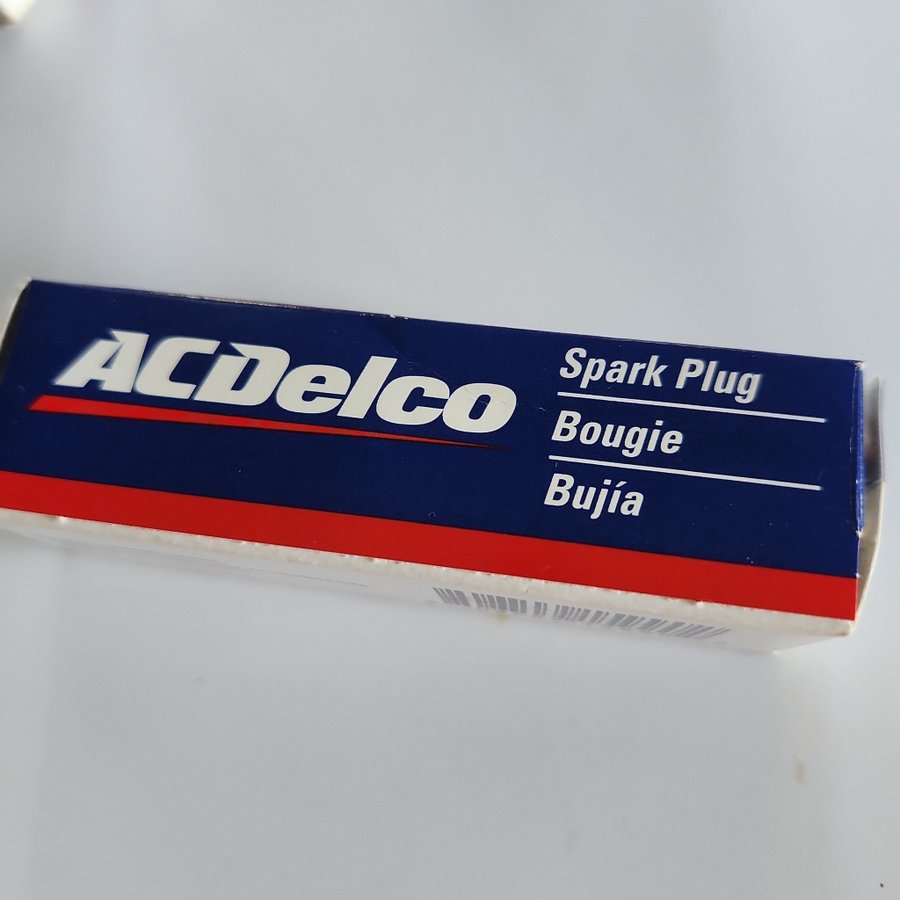 ACDelco
Spark Plug
Bougie
Bujía